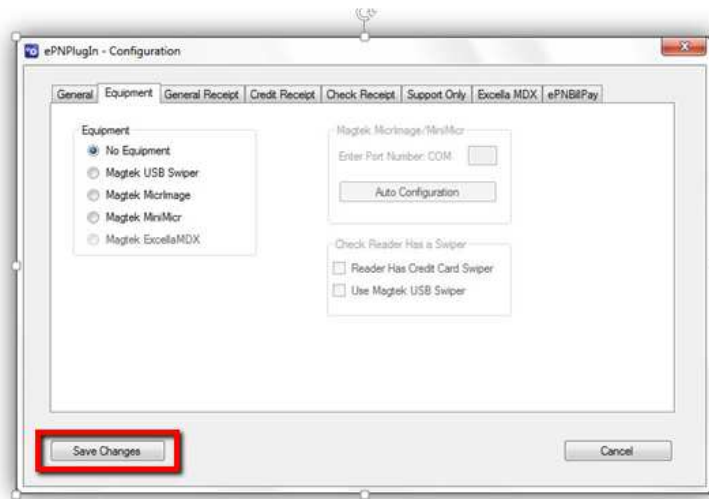 ePNPlugIn - Configuration
General Equipment General Receipt Credit Receipt Check Receipt Support Only Excella MDX ePNBillPay
Equipment
No Equipment
Magtek USB Swiper
Magtek MicrImage
Magtek MiniMicr
Magtek ExcellaMDX
Magtek MicrImage/MiniMicr
Enter Port Number: COM
Auto Configuration
Check Reader Has a Swiper
Reader Has Credit Card Swiper
Use Magtek USB Swiper
Save Changes Cancel